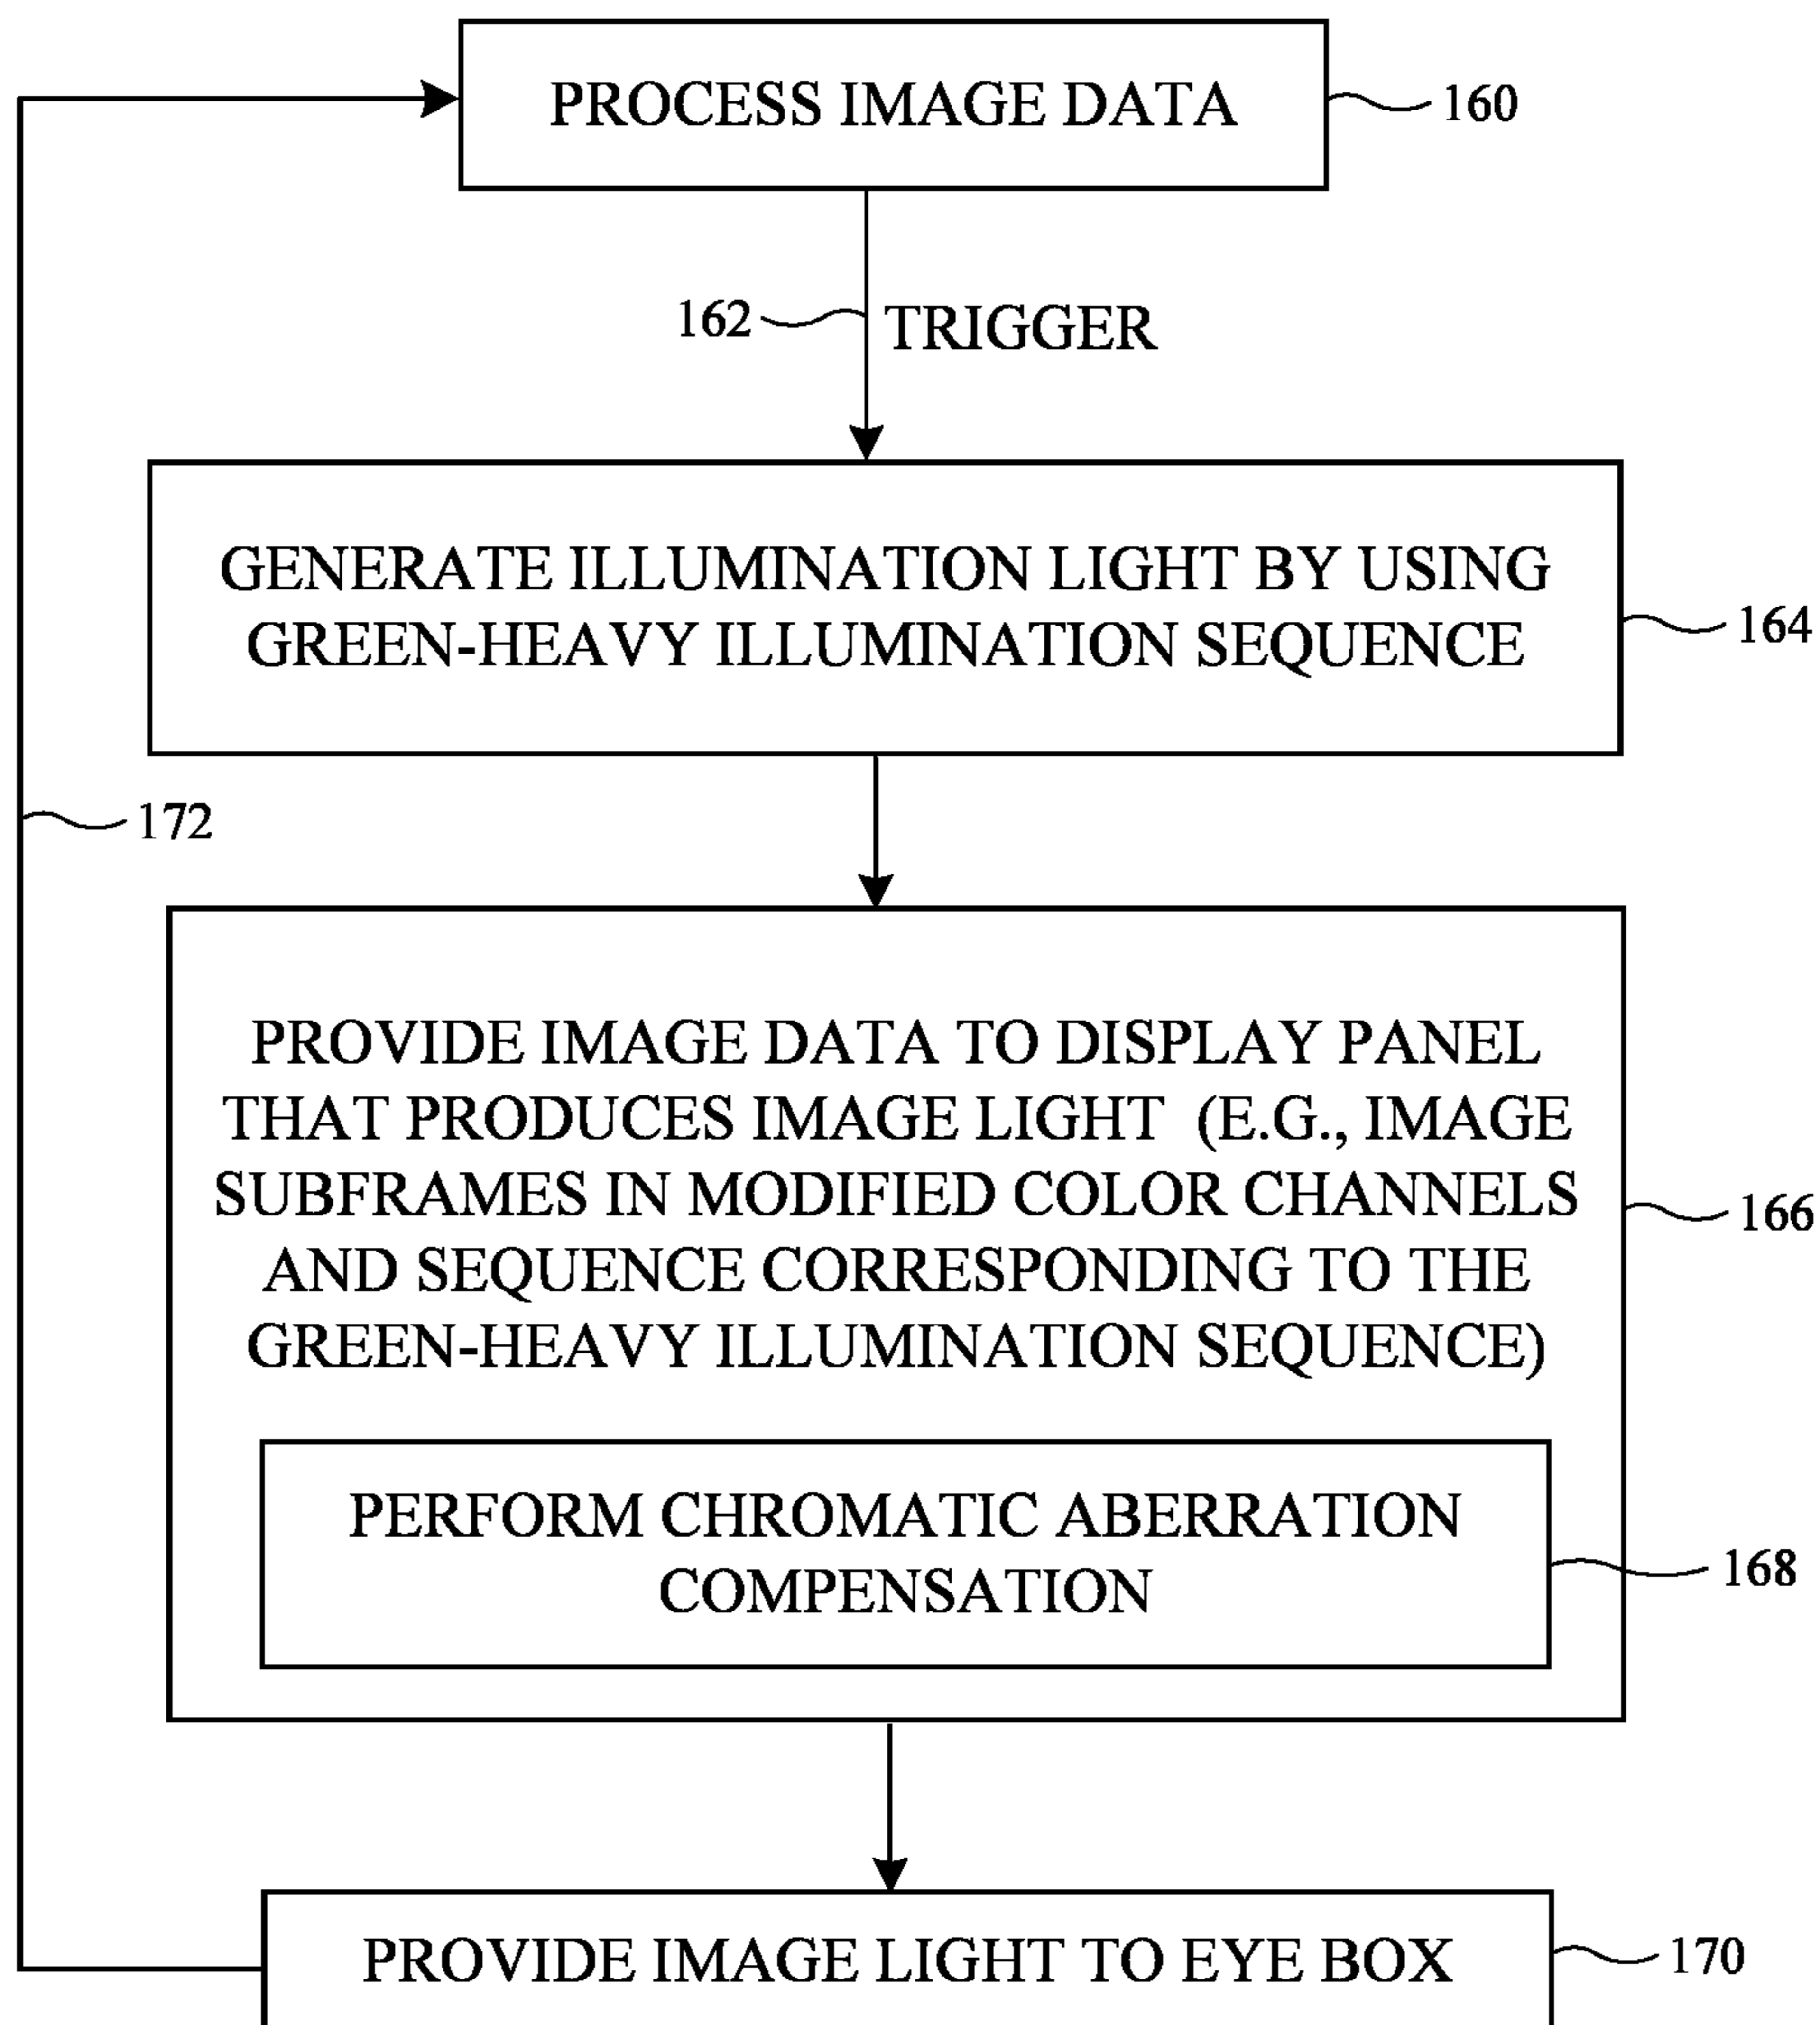 PROCESS IMAGE DATA
160
162
TRIGGER
GENERATE ILLUMINATION LIGHT BY USING
GREEN-HEAVY ILLUMINATION SEQUENCE
164
172
PROVIDE IMAGE DATA TO DISPLAY PANEL
THAT PRODUCES IMAGE LIGHT (E.G., IMAGE
SUBFRAMES IN MODIFIED COLOR CHANNELS
AND SEQUENCE CORRESPONDING TO THE
GREEN-HEAVY ILLUMINATION SEQUENCE)
166
PERFORM CHROMATIC ABERRATION
COMPENSATION
168
PROVIDE IMAGE LIGHT TO EYE BOX
170